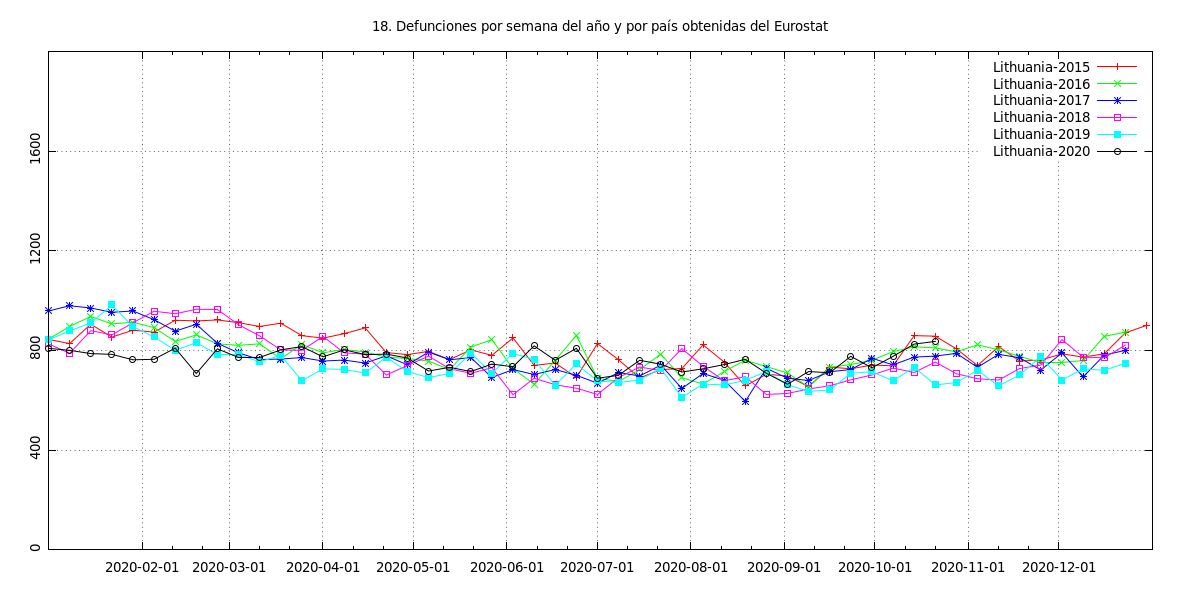 18. Defunciones por semana del año y por país obtenidas del Eurostat
Lithuania-2015
Lithuania-2016
Lithuania-2017
Lithuania-2018
Lithuania-2019
Lithuania-2020
1600
1200
800
400
0
2020-02-01 2020-03-01 2020-04-01 2020-05-01 2020-06-01 2020-07-01 2020-08-01 2020-09-01 2020-10-01 2020-11-01 2020-12-01